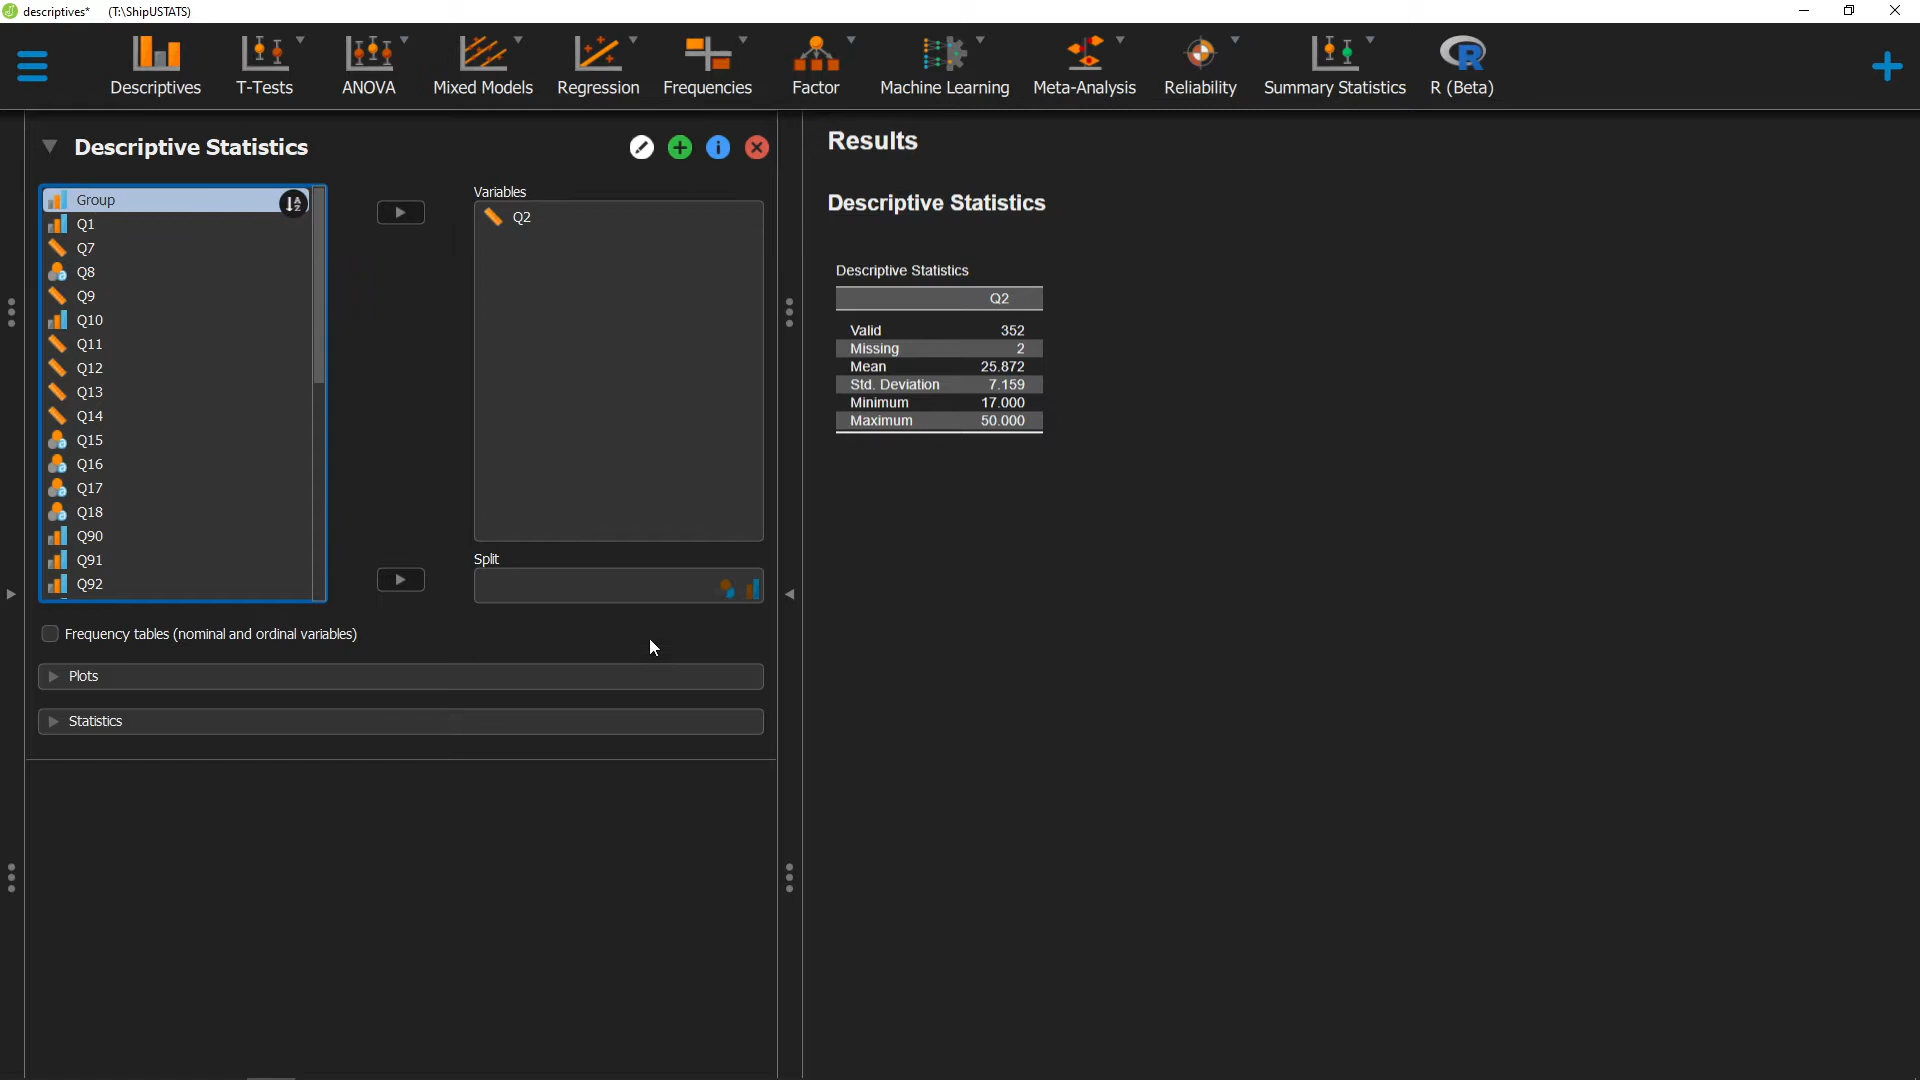 descriptives* (T:\ShipUSTATS)
Descriptives
T-Tests
ANOVA
Mixed Models
Regression
Frequencies
Factor
Machine Learning
Meta-Analysis
Reliability
Summary Statistics
R (Beta)
Descriptive Statistics
Group
Q1
Q7
Q8
Q9
Q10
Q11
Q12
Q13
Q14
Q15
Q16
Q17
Q18
Q90
Q91
Q92
Variables
Q2
Split
Frequency tables (nominal and ordinal variables)
Plots
Statistics
Results
Descriptive Statistics
Descriptive Statistics
Q2
Valid 352
Missing 2
Mean 25.872
Std. Deviation 7.159
Minimum 17.000
Maximum 50.000